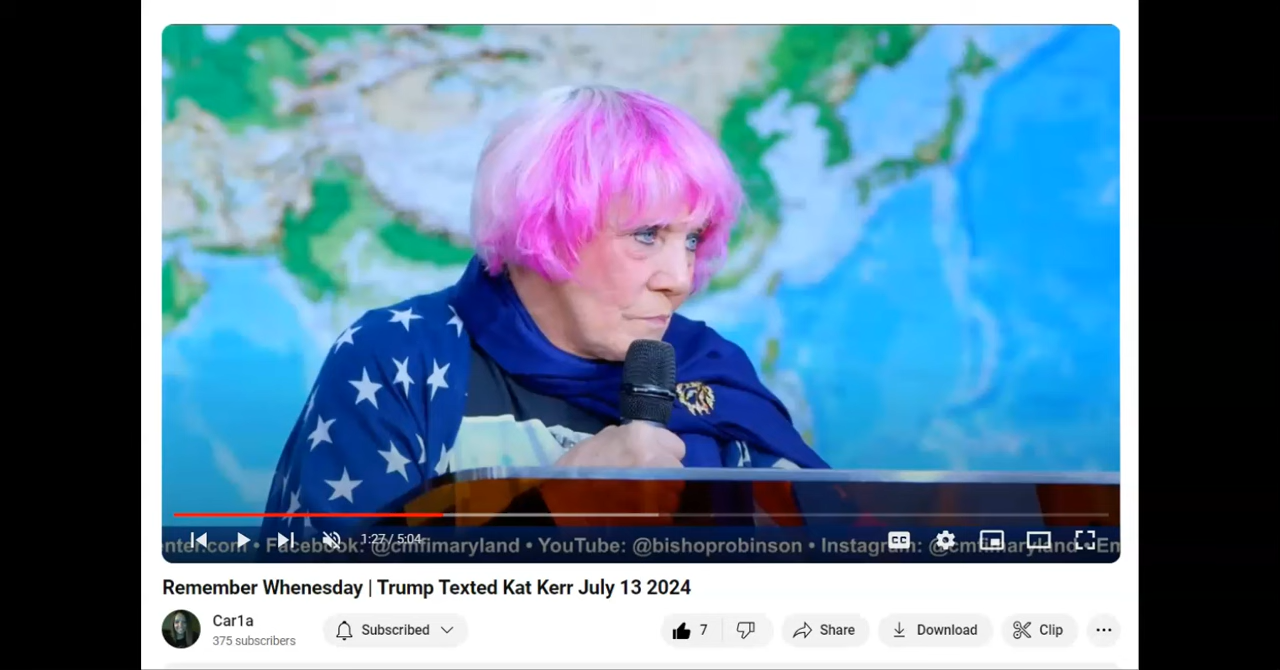 1:27 / 5:04
nter.com • Facebook: @cmfimaryland • YouTube: @bishoprobinson • Instagram: @cmfimaryland • En
Remember Whenesday | Trump Texted Kat Kerr July 13 2024
Car1a
375 subscribers
Subscribed
7
Share
Download
Clip
CC